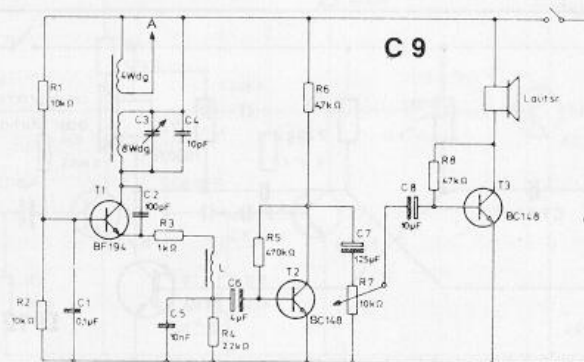 A
C 9
R1
10kΩ
4Wdg
C3
C4
10pF
8Wdg
R6
47kΩ
Lautsp.
R8
47kΩ
T1
C2
100pF
BF194
R3
1kΩ
C8
10µF
T3
BC148
R5
470kΩ
C7
125µF
L
C6
4µF
T2
BC148
R7
10kΩ
R2
10kΩ
C1
0,1µF
C5
10nF
R4
2.2kΩ